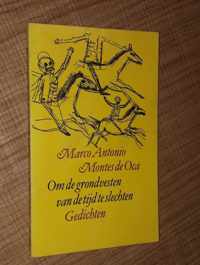 Marco Antonio
Montes de Oca
Om de grondvesten
van de tijd te slechten
Gedichten